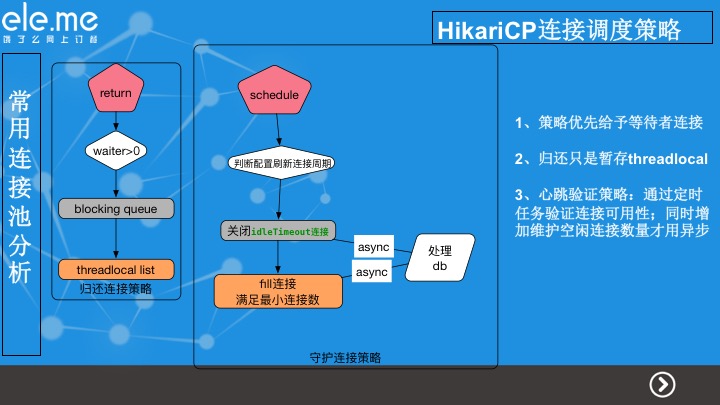 ele.me
饿了么网上订餐
HikariCP连接调度策略
常用连接池分析
return
waiter>0
blocking queue
threadlocal list
归还连接策略
schedule
判断配置刷新连接周期
关闭idleTimeout连接
async
async
处理
db
fill连接
满足最小连接数
守护连接策略
1、策略优先给予等待者连接
2、归还只是暂存threadlocal
3、心跳验证策略：通过定时
任务验证连接可用性；同时增
加维护空闲连接数量才用异步